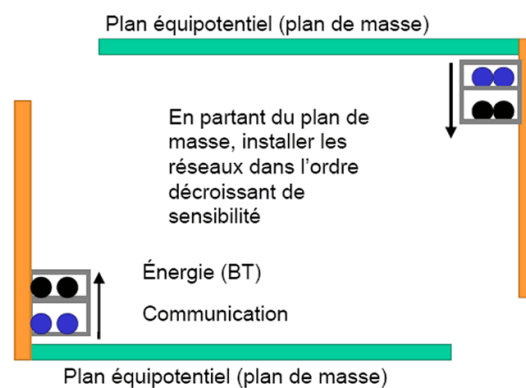 Plan équipotentiel (plan de masse)
En partant du plan de
masse, installer les
réseaux dans l'ordre
décroissant de
sensibilité
Énergie (BT)
Communication
Plan équipotentiel (plan de masse)